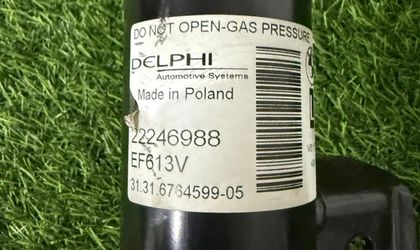 DO NOT OPEN-GAS PRESSURE
DELPHI
Automotive Systems
Made in Poland
22246988
EF613V
31.31.6764599-05